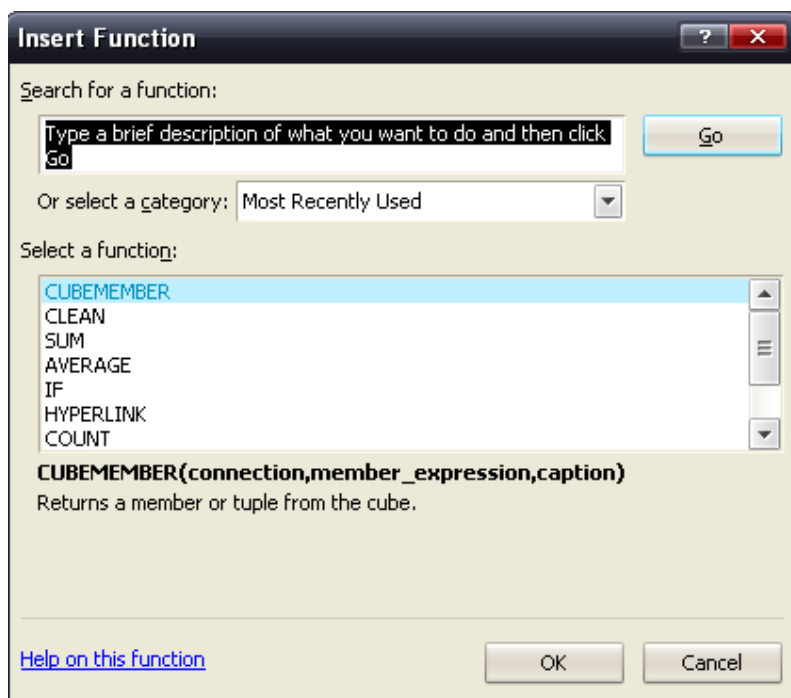 Insert Function
?
X
Search for a function:
Type a brief description of what you want to do and then click
Go
Go
Or select a category:
Most Recently Used
Select a function:
CUBEMEMBER
CLEAN
SUM
AVERAGE
IF
HYPERLINK
COUNT
CUBEMEMBER(connection,member_expression,caption)
Returns a member or tuple from the cube.
Help on this function
OK
Cancel